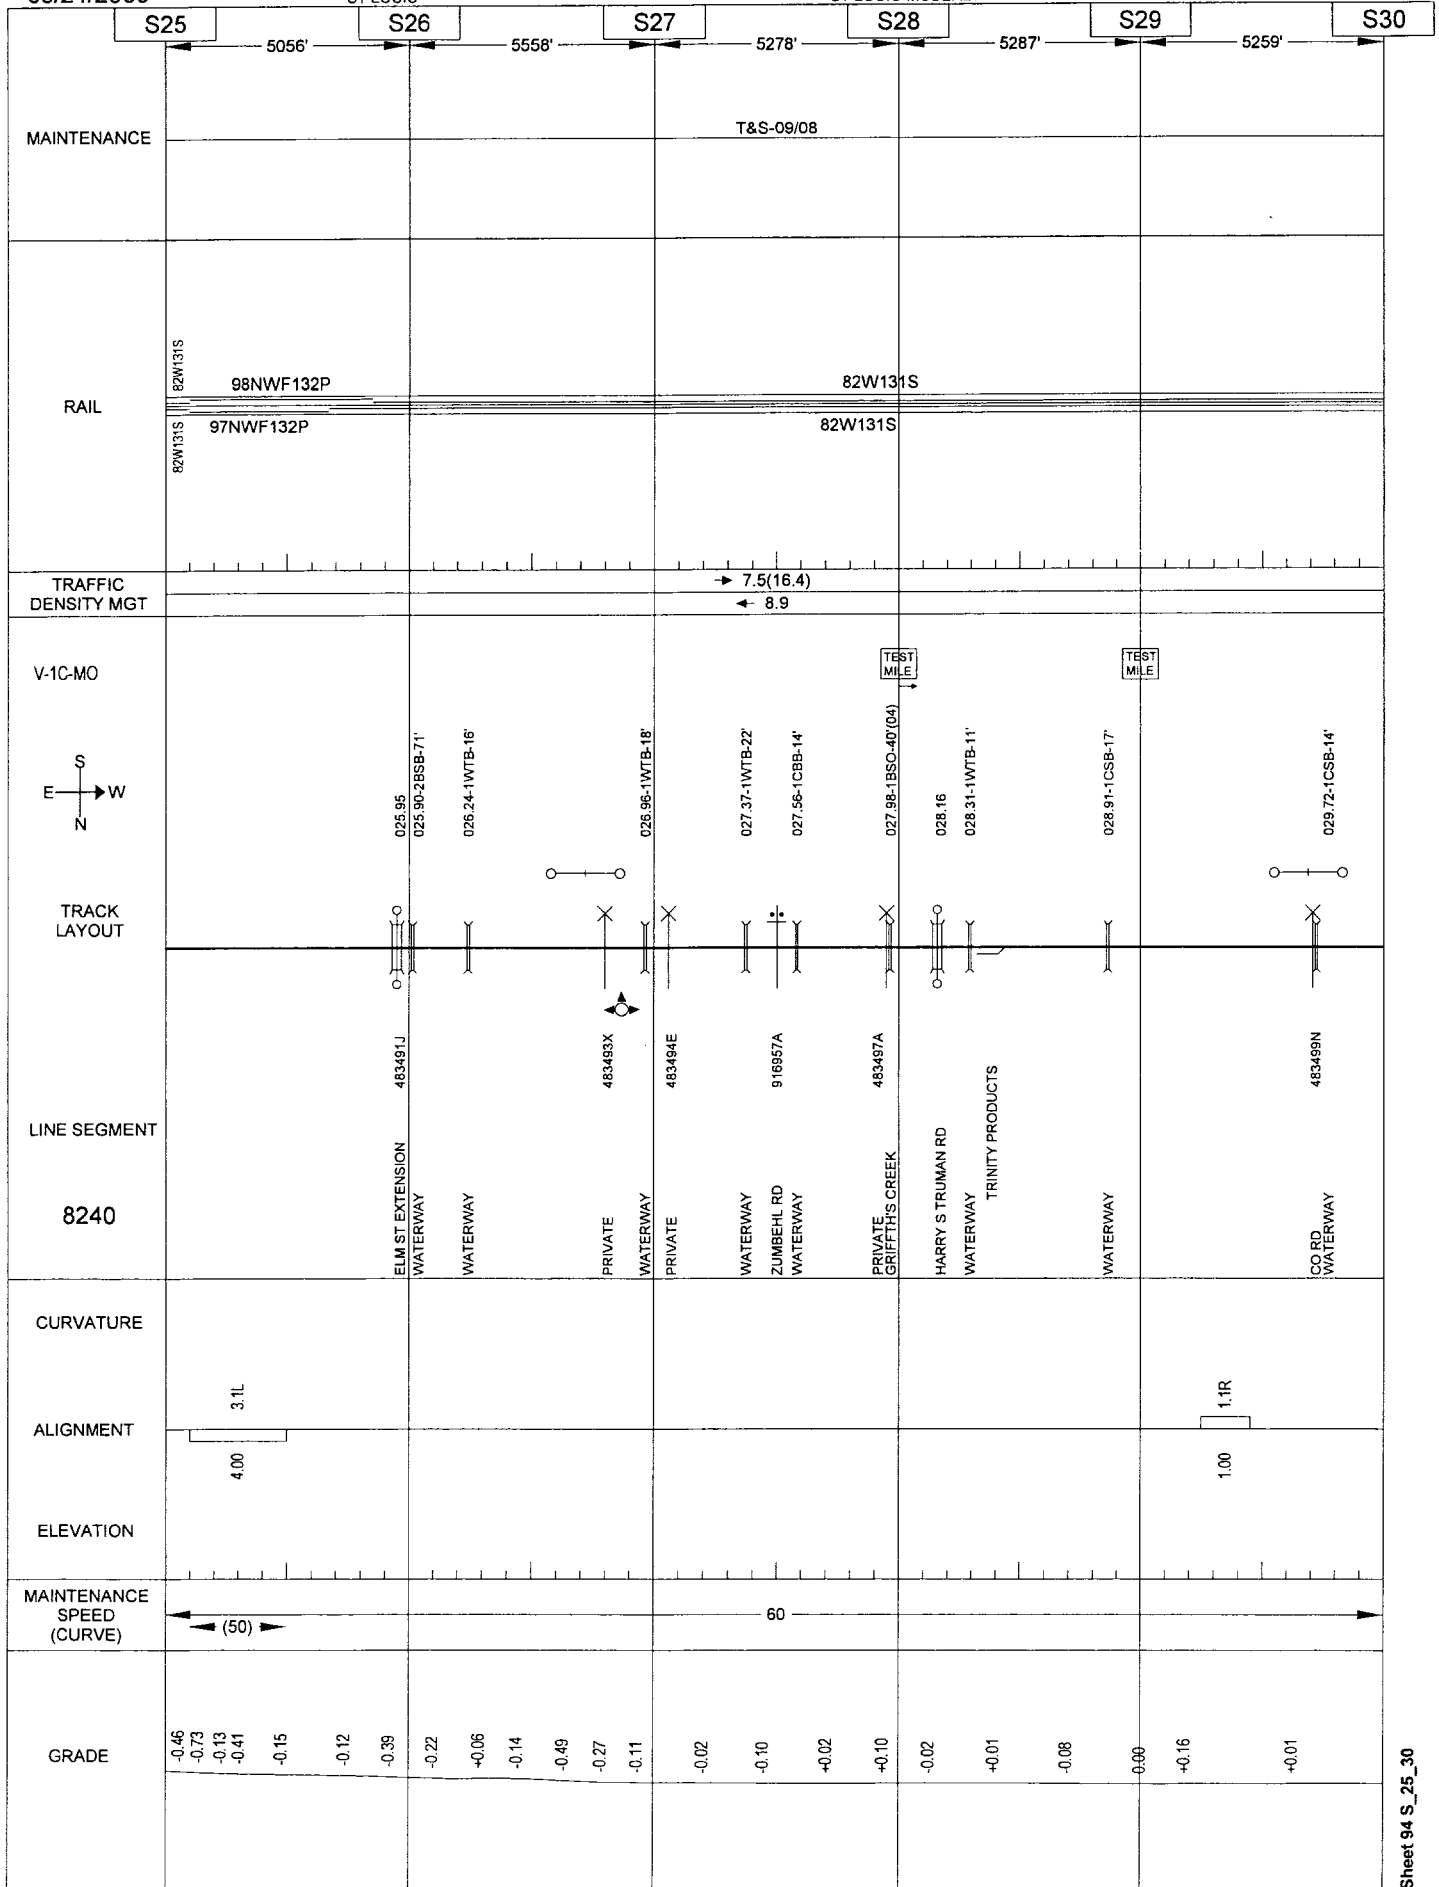 S25 S26 S27 S28 S29 S30
5056' 5558' 5278' 5287' 5259'
MAINTENANCE
T&S-09/08
RAIL
82W131S
98NWF132P
82W131S
82W131S
97NWF132P
82W131S
TRAFFIC
DENSITY MGT
7.5(16.4)
8.9
V-1C-MO
TEST
MILE
TEST
MILE
S
E W
N
025.95
025.90-2BSB-71'
026.24-1WTB-16'
026.96-1WTB-18'
027.37-1WTB-22'
027.56-1CBB-14'
027.98-1BSO-40'(04)
028.16
028.31-1WTB-11'
028.91-1CSB-17'
029.72-1CSB-14'
TRACK
LAYOUT
483491J
483493X
483494E
916957A
483497A
483499N
LINE SEGMENT
8240
ELM ST EXTENSION
WATERWAY
WATERWAY
PRIVATE
WATERWAY
PRIVATE
WATERWAY
ZUMBEHL RD
WATERWAY
PRIVATE
GRIFFTH'S CREEK
HARRY S TRUMAN RD
WATERWAY
TRINITY PRODUCTS
WATERWAY
CO RD
WATERWAY
CURVATURE
3.1L
1.1R
ALIGNMENT
4.00
1.00
ELEVATION
MAINTENANCE
SPEED
(CURVE)
60
(50)
GRADE
-0.46
-0.73
-0.13
-0.41
-0.15
-0.12
-0.39
-0.22
+0.06
-0.14
-0.49
-0.27
-0.11
-0.02
-0.10
+0.02
+0.10
-0.02
+0.01
-0.08
-0.00
+0.16
+0.01
Sheet 94 S_25_30